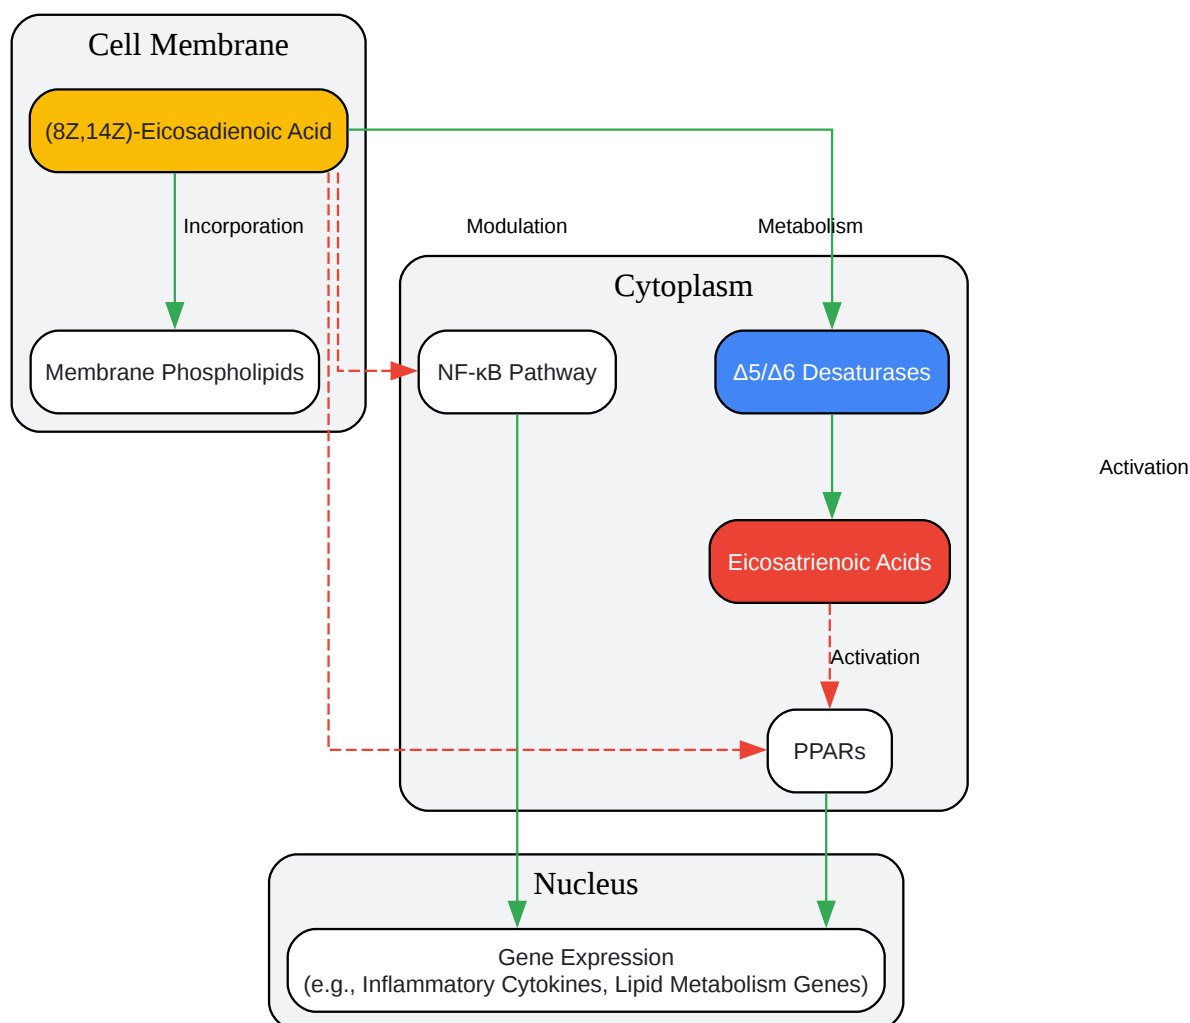 Cell Membrane
(8Z,14Z)-Eicosadienoic Acid
Incorporation
Modulation
Metabolism
Cytoplasm
Membrane Phospholipids
NF-κB Pathway
Δ5/Δ6 Desaturases
Activation
Eicosatrienoic Acids
Activation
PPARs
Nucleus
Gene Expression
(e.g., Inflammatory Cytokines, Lipid Metabolism Genes)